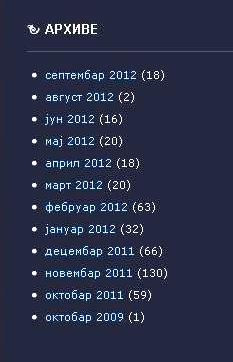 АРХИВЕ
септембар 2012 (18)
август 2012 (2)
јун 2012 (16)
мај 2012 (20)
април 2012 (18)
март 2012 (20)
фебруар 2012 (63)
јануар 2012 (32)
децембар 2011 (66)
новембар 2011 (130)
октобар 2011 (59)
октобар 2009 (1)